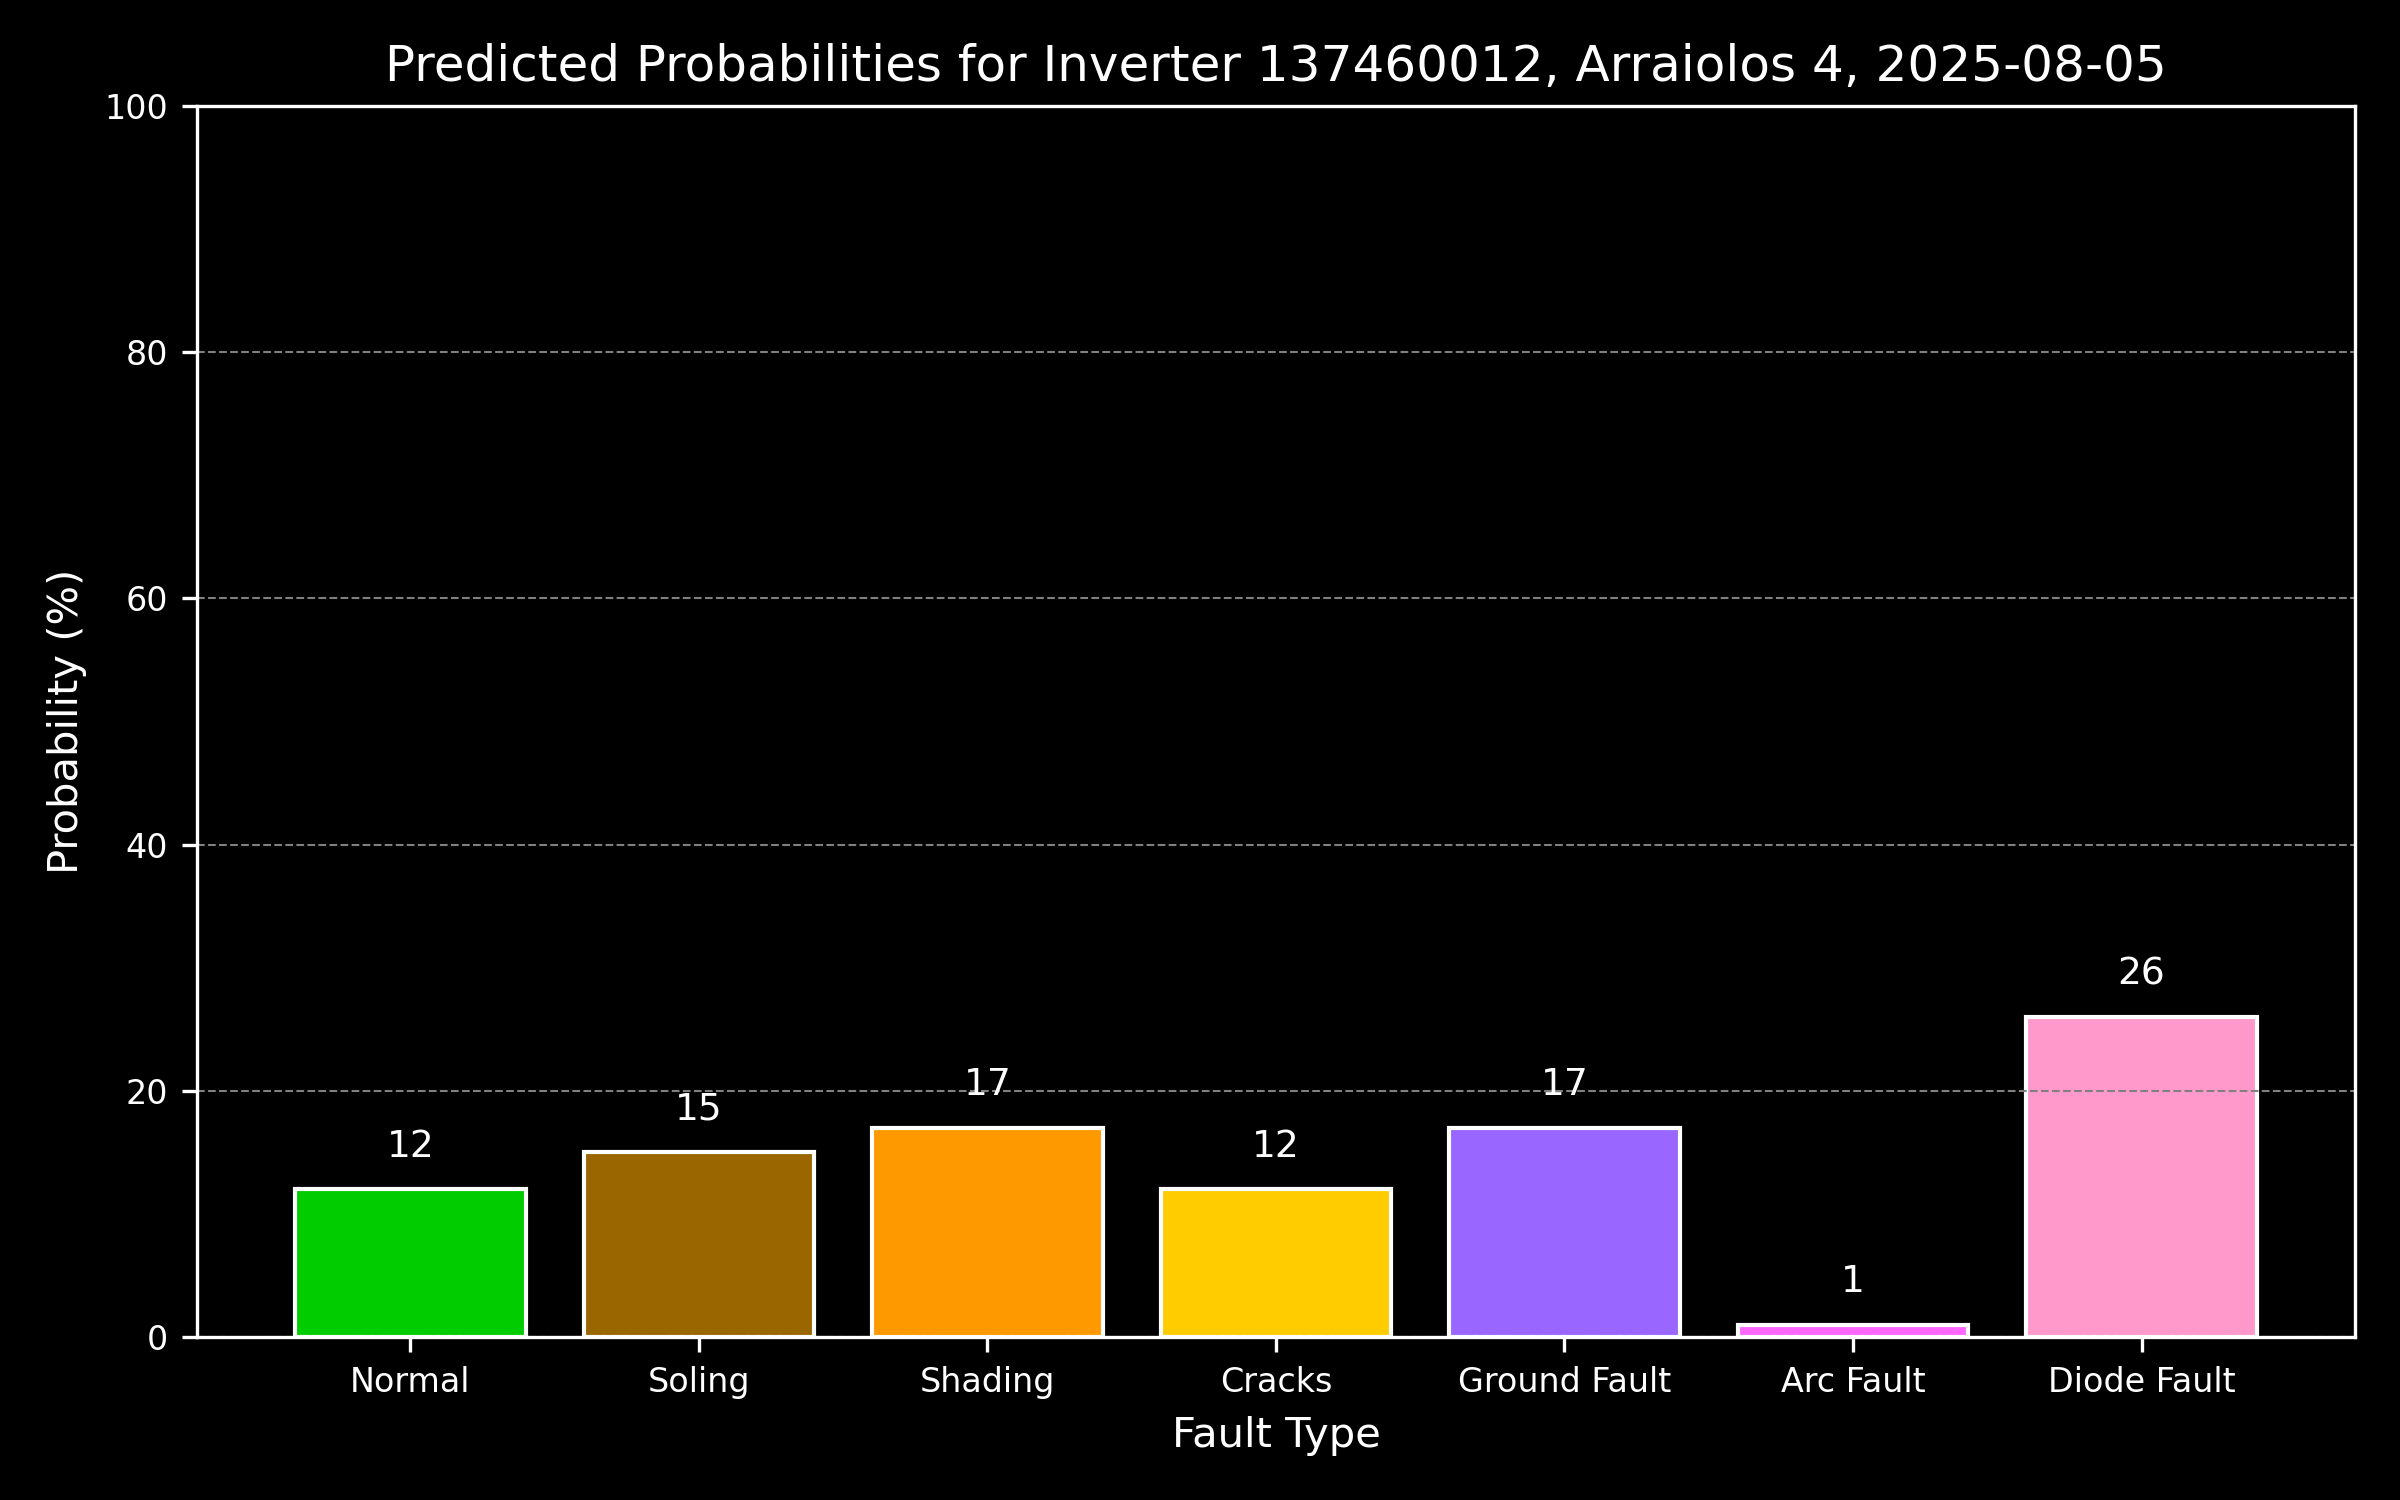 Predicted Probabilities for Inverter 137460012, Arraiolos 4, 2025-08-05
100
80
60
40
20
0
Probability (%)
12
15
17
12
17
1
26
Normal
Soling
Shading
Cracks
Ground Fault
Arc Fault
Diode Fault
Fault Type